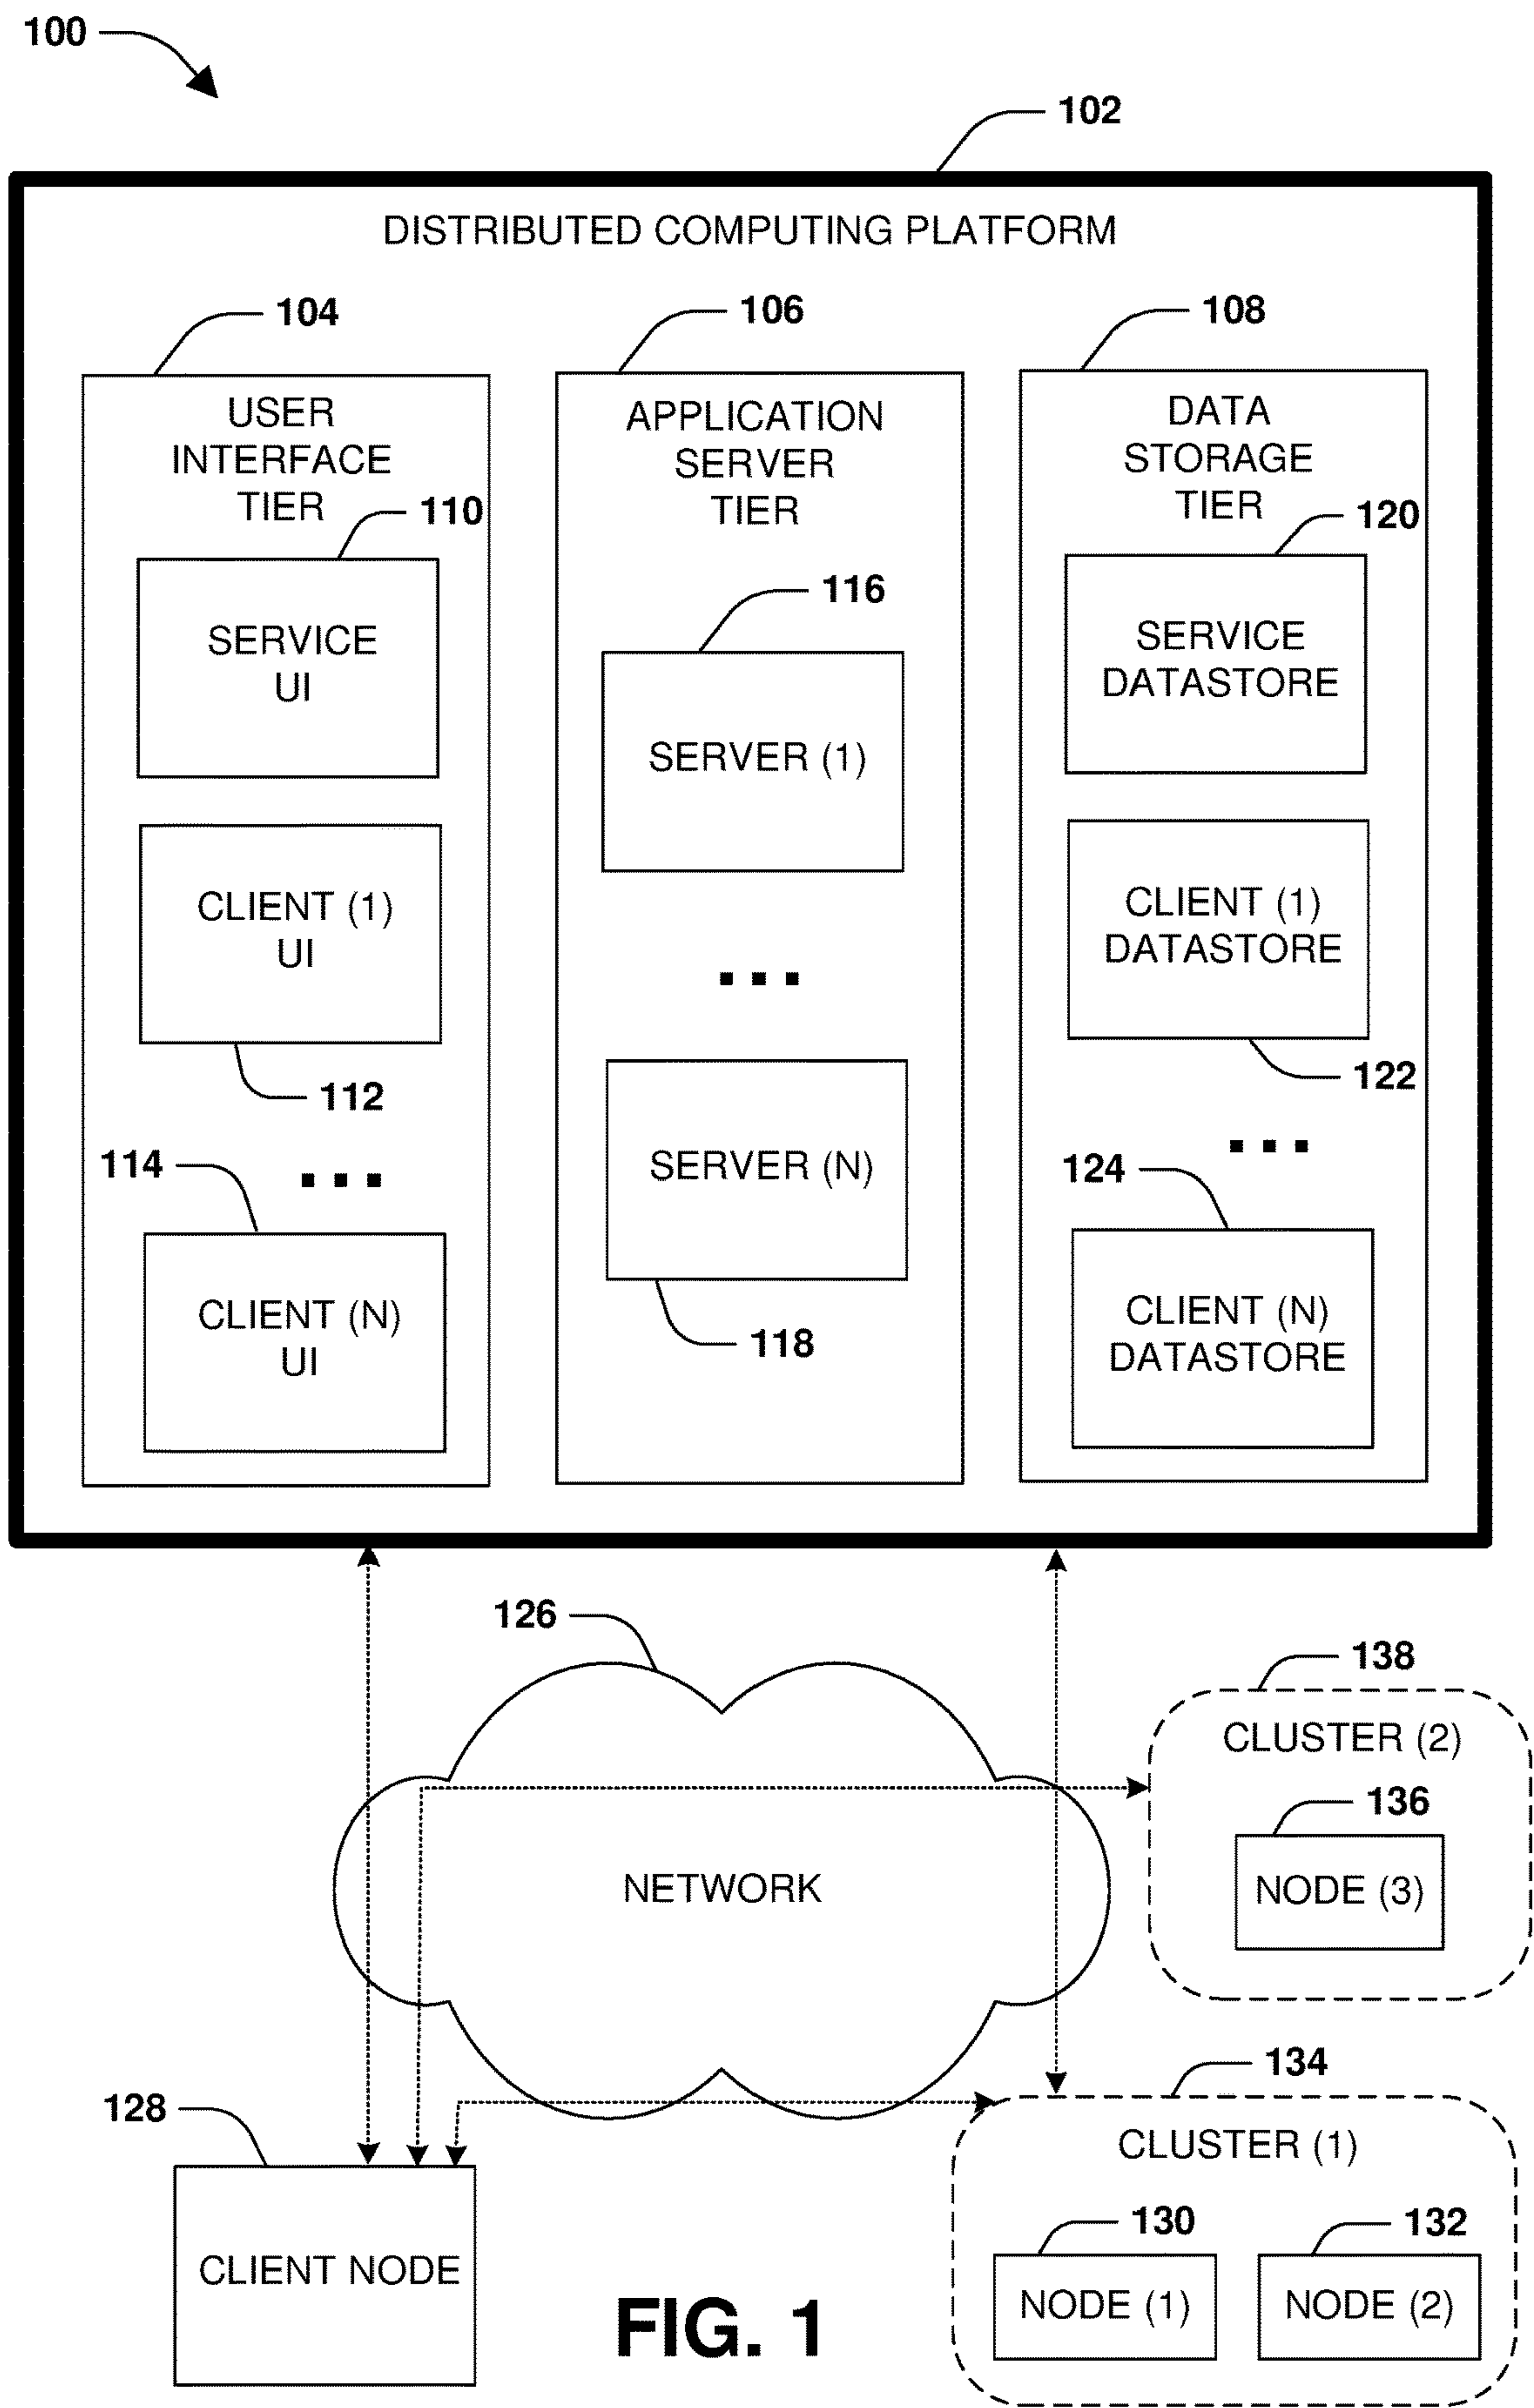 100
102
DISTRIBUTED COMPUTING PLATFORM
104
USER
INTERFACE
TIER
110
SERVICE
UI
CLIENT (1)
UI
112
114
CLIENT (N)
UI
106
APPLICATION
SERVER
TIER
116
SERVER (1)
SERVER (N)
118
108
DATA
STORAGE
TIER
120
SERVICE
DATASTORE
CLIENT (1)
DATASTORE
122
124
CLIENT (N)
DATASTORE
126
NETWORK
138
CLUSTER (2)
136
NODE (3)
128
CLIENT NODE
134
CLUSTER (1)
130
NODE (1)
132
NODE (2)
FIG. 1